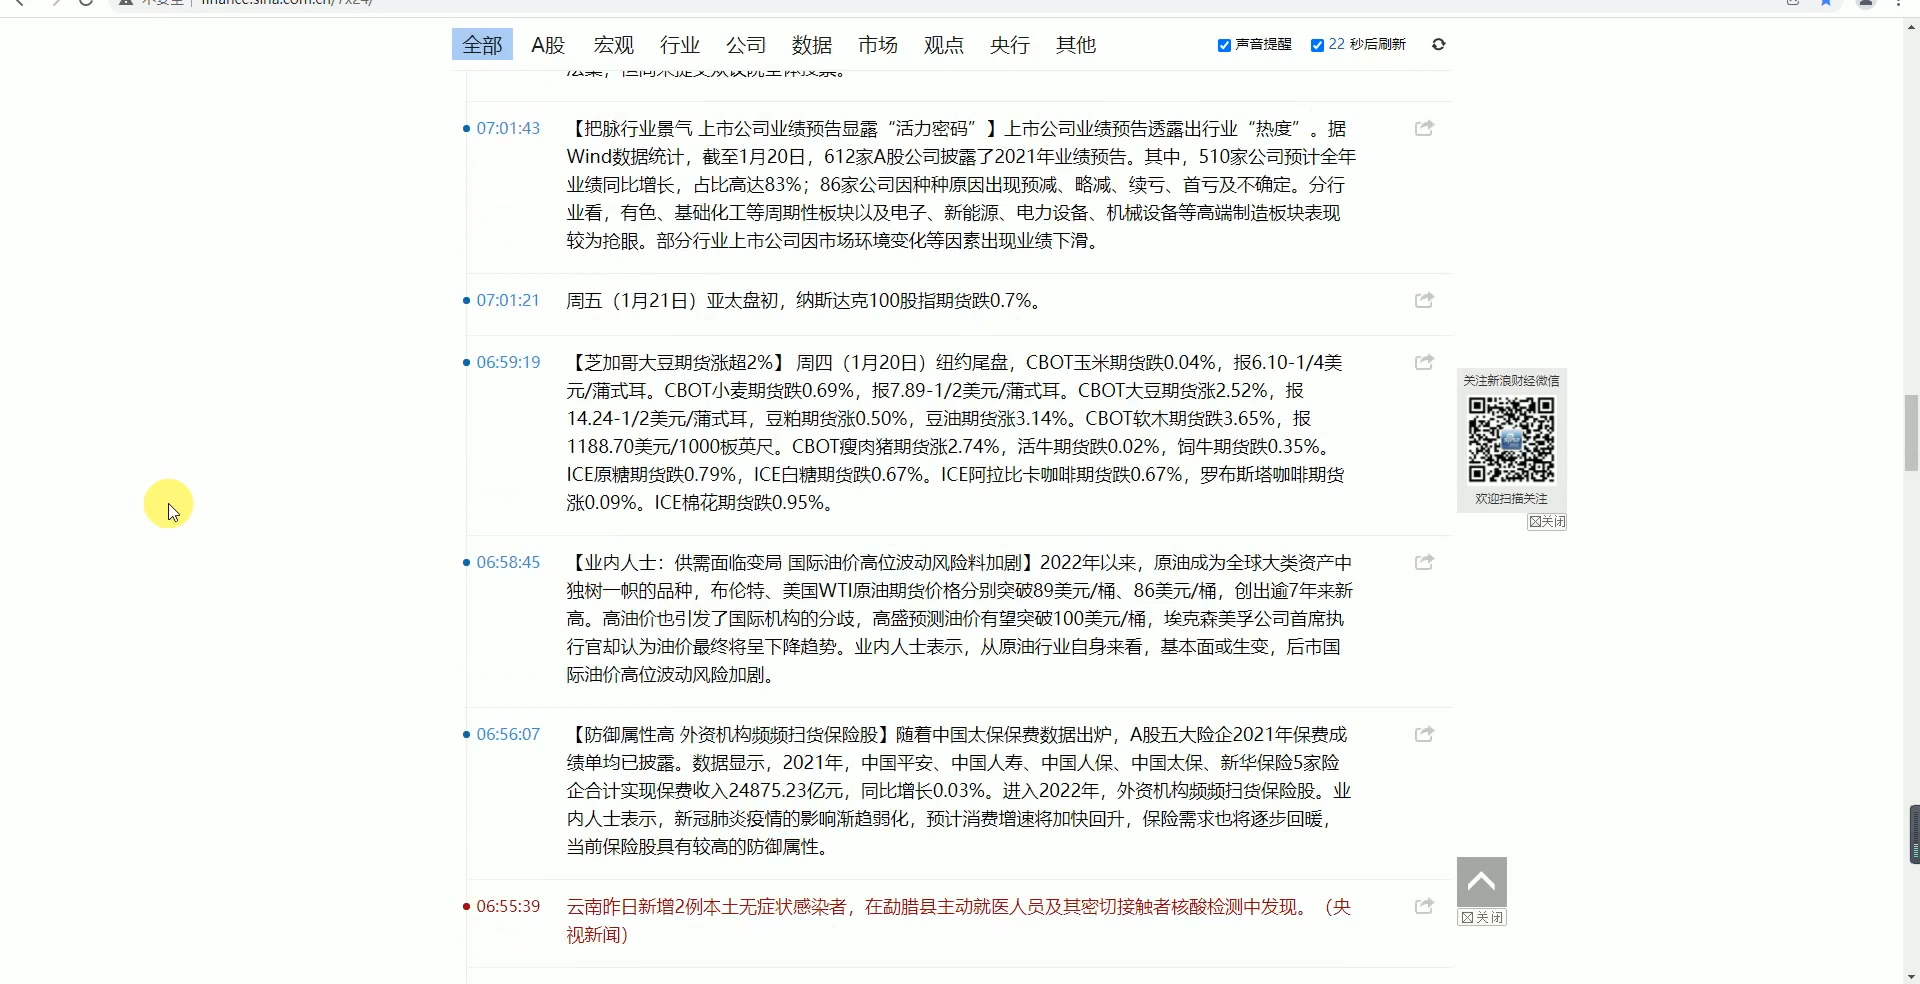 不安全 | finance.sina.com.cn/7x24/
全部 A股 宏观 行业 公司 数据 市场 观点 央行 其他 声音提醒 22 秒后刷新
07:01:43 【把脉行业景气 上市公司业绩预告显露“活力密码”】上市公司业绩预告透露出行业“热度”。据
Wind数据统计，截至1月20日，612家A股公司披露了2021年业绩预告。其中，510家公司预计全年
业绩同比增长，占比高达83%；86家公司因种种原因出现预减、略减、续亏、首亏及不确定。分行
业看，有色、基础化工等周期性板块以及电子、新能源、电力设备、机械设备等高端制造板块表现
较为抢眼。部分行业上市公司因市场环境变化等因素出现业绩下滑。
07:01:21 周五（1月21日）亚太盘初，纳斯达克100股指期货跌0.7%。
06:59:19 【芝加哥大豆期货涨超2%】 周四（1月20日）纽约尾盘，CBOT玉米期货跌0.04%，报6.10-1/4美
元/蒲式耳。CBOT小麦期货跌0.69%，报7.89-1/2美元/蒲式耳。CBOT大豆期货涨2.52%，报
14.24-1/2美元/蒲式耳，豆粕期货涨0.50%，豆油期货涨3.14%。CBOT软木期货跌3.65%，报
1188.70美元/1000板英尺。CBOT瘦肉猪期货涨2.74%，活牛期货跌0.02%，饲牛期货跌0.35%。
ICE原糖期货跌0.79%，ICE白糖期货跌0.67%。ICE阿拉比卡咖啡期货跌0.67%，罗布斯塔咖啡期货
涨0.09%。ICE棉花期货跌0.95%。
关注新浪财经微信
欢迎扫描关注
关闭
06:58:45 【业内人士：供需面临变局 国际油价高位波动风险料加剧】2022年以来，原油成为全球大类资产中
独树一帜的品种，布伦特、美国WTI原油期货价格分别突破89美元/桶、86美元/桶，创出逾7年来新
高。高油价也引发了国际机构的分歧，高盛预测油价有望突破100美元/桶，埃克森美孚公司首席执
行官却认为油价最终将呈下降趋势。业内人士表示，从原油行业自身来看，基本面或生变，后市国
际油价高位波动风险加剧。
06:56:07 【防御属性高 外资机构频频扫货保险股】随着中国太保保费数据出炉，A股五大险企2021年保费成
绩单均已披露。数据显示，2021年，中国平安、中国人寿、中国人保、中国太保、新华保险5家险
企合计实现保费收入24875.23亿元，同比增长0.03%。进入2022年，外资机构频频扫货保险股。业
内人士表示，新冠肺炎疫情的影响渐趋弱化，预计消费增速将加快回升，保险需求也将逐步回暖，
当前保险股具有较高的防御属性。
06:55:39 云南昨日新增2例本土无症状感染者，在勐腊县主动就医人员及其密切接触者核酸检测中发现。（央
视新闻）
关闭